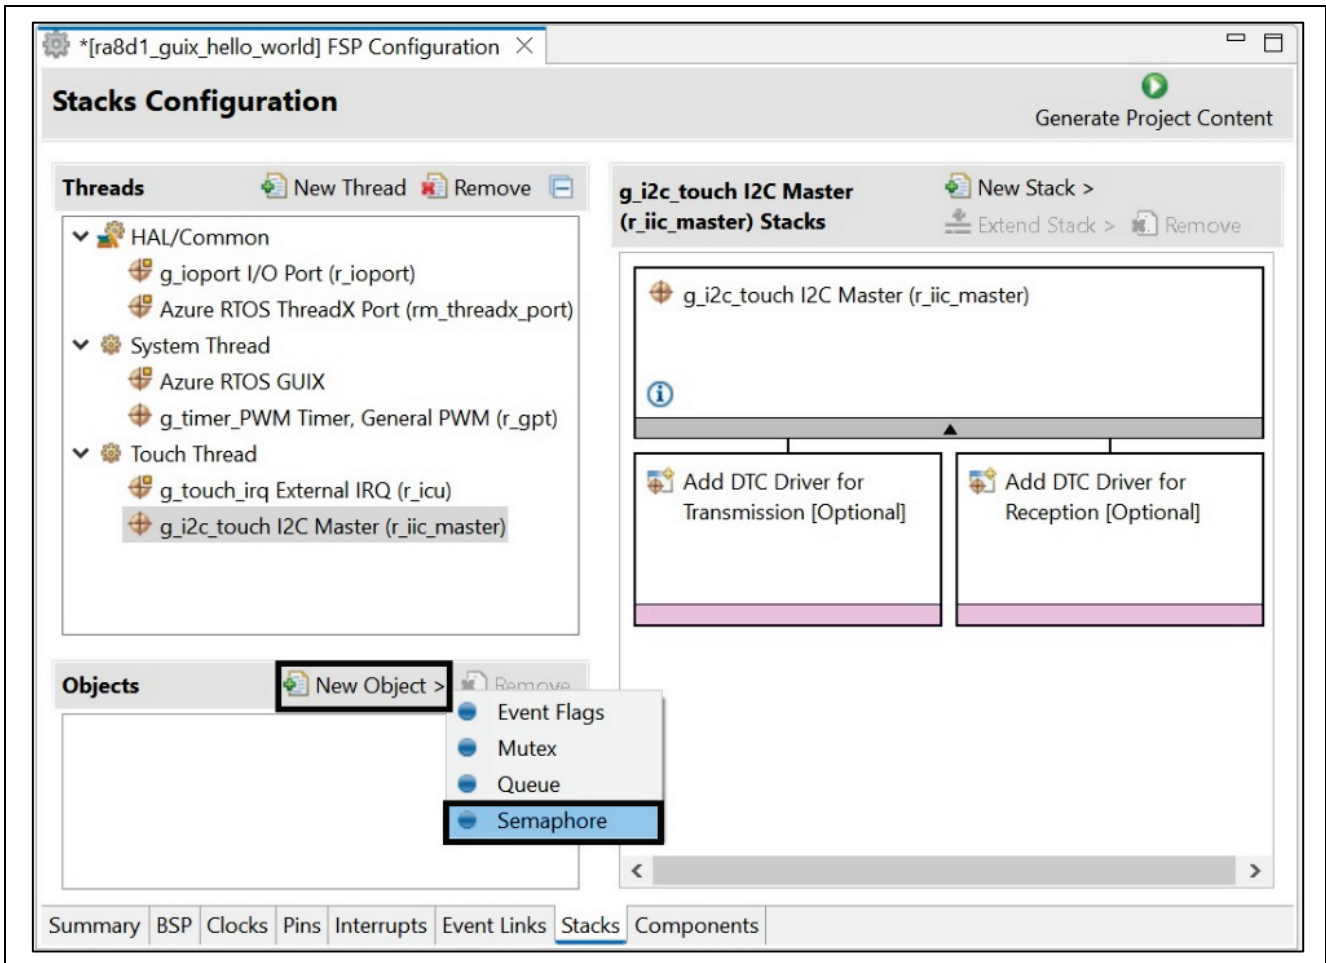 *[ra8d1_guix_hello_world] FSP Configuration
Stacks Configuration
Generate Project Content
Threads
New Thread
Remove
HAL/Common
g_ioport I/O Port (r_ioport)
Azure RTOS ThreadX Port (rm_threadx_port)
System Thread
Azure RTOS GUIX
g_timer_PWM Timer, General PWM (r_gpt)
Touch Thread
g_touch_irq External IRQ (r_icu)
g_i2c_touch I2C Master (r_iic_master)
Objects
New Object >
Remove
Event Flags
Mutex
Queue
Semaphore
g_i2c_touch I2C Master
(r_iic_master) Stacks
New Stack >
Extend Stack >
Remove
g_i2c_touch I2C Master (r_iic_master)
Add DTC Driver for
Transmission [Optional]
Add DTC Driver for
Reception [Optional]
Summary BSP Clocks Pins Interrupts Event Links Stacks Components